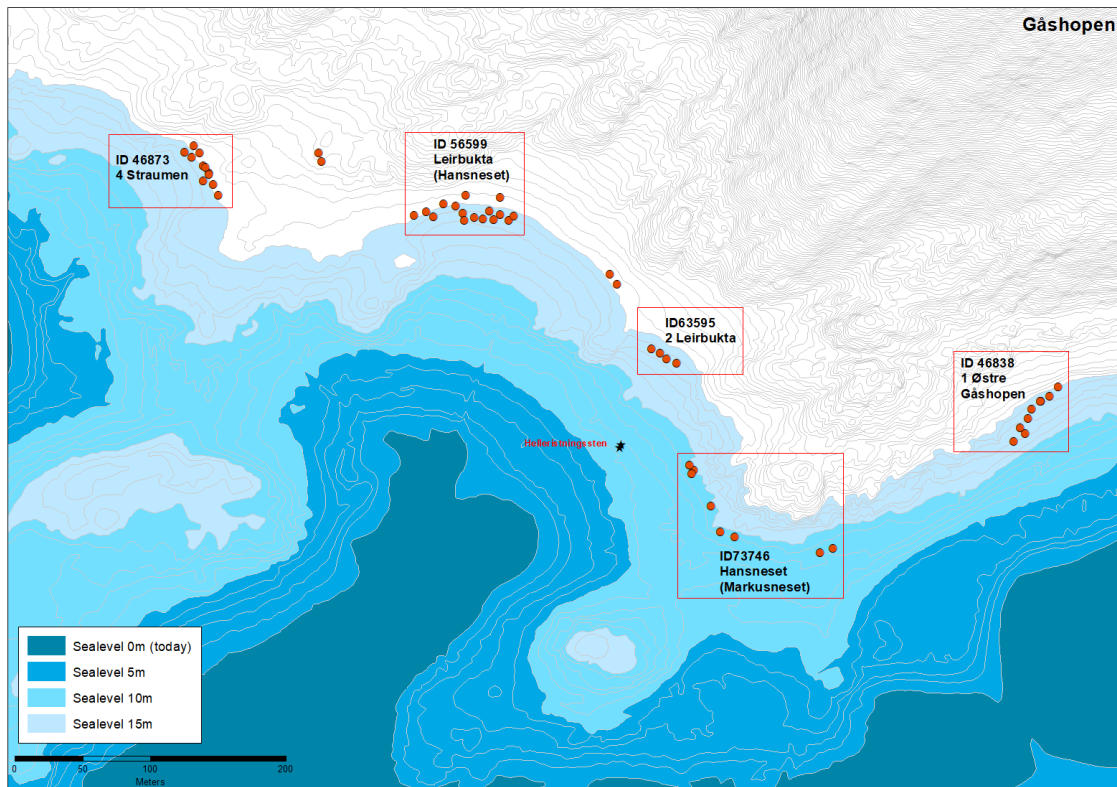 Gåshopen
ID 46873
4 Straumen
ID 56599
Leirbukta
(Hansneset)
ID63595
2 Leirbukta
ID 46838
1 Østre
Gåshopen
Helleristningssten
ID73746
Hansneset
(Markusneset)
Sealevel 0m (today)
Sealevel 5m
Sealevel 10m
Sealevel 15m
0 50 100 200
Meters